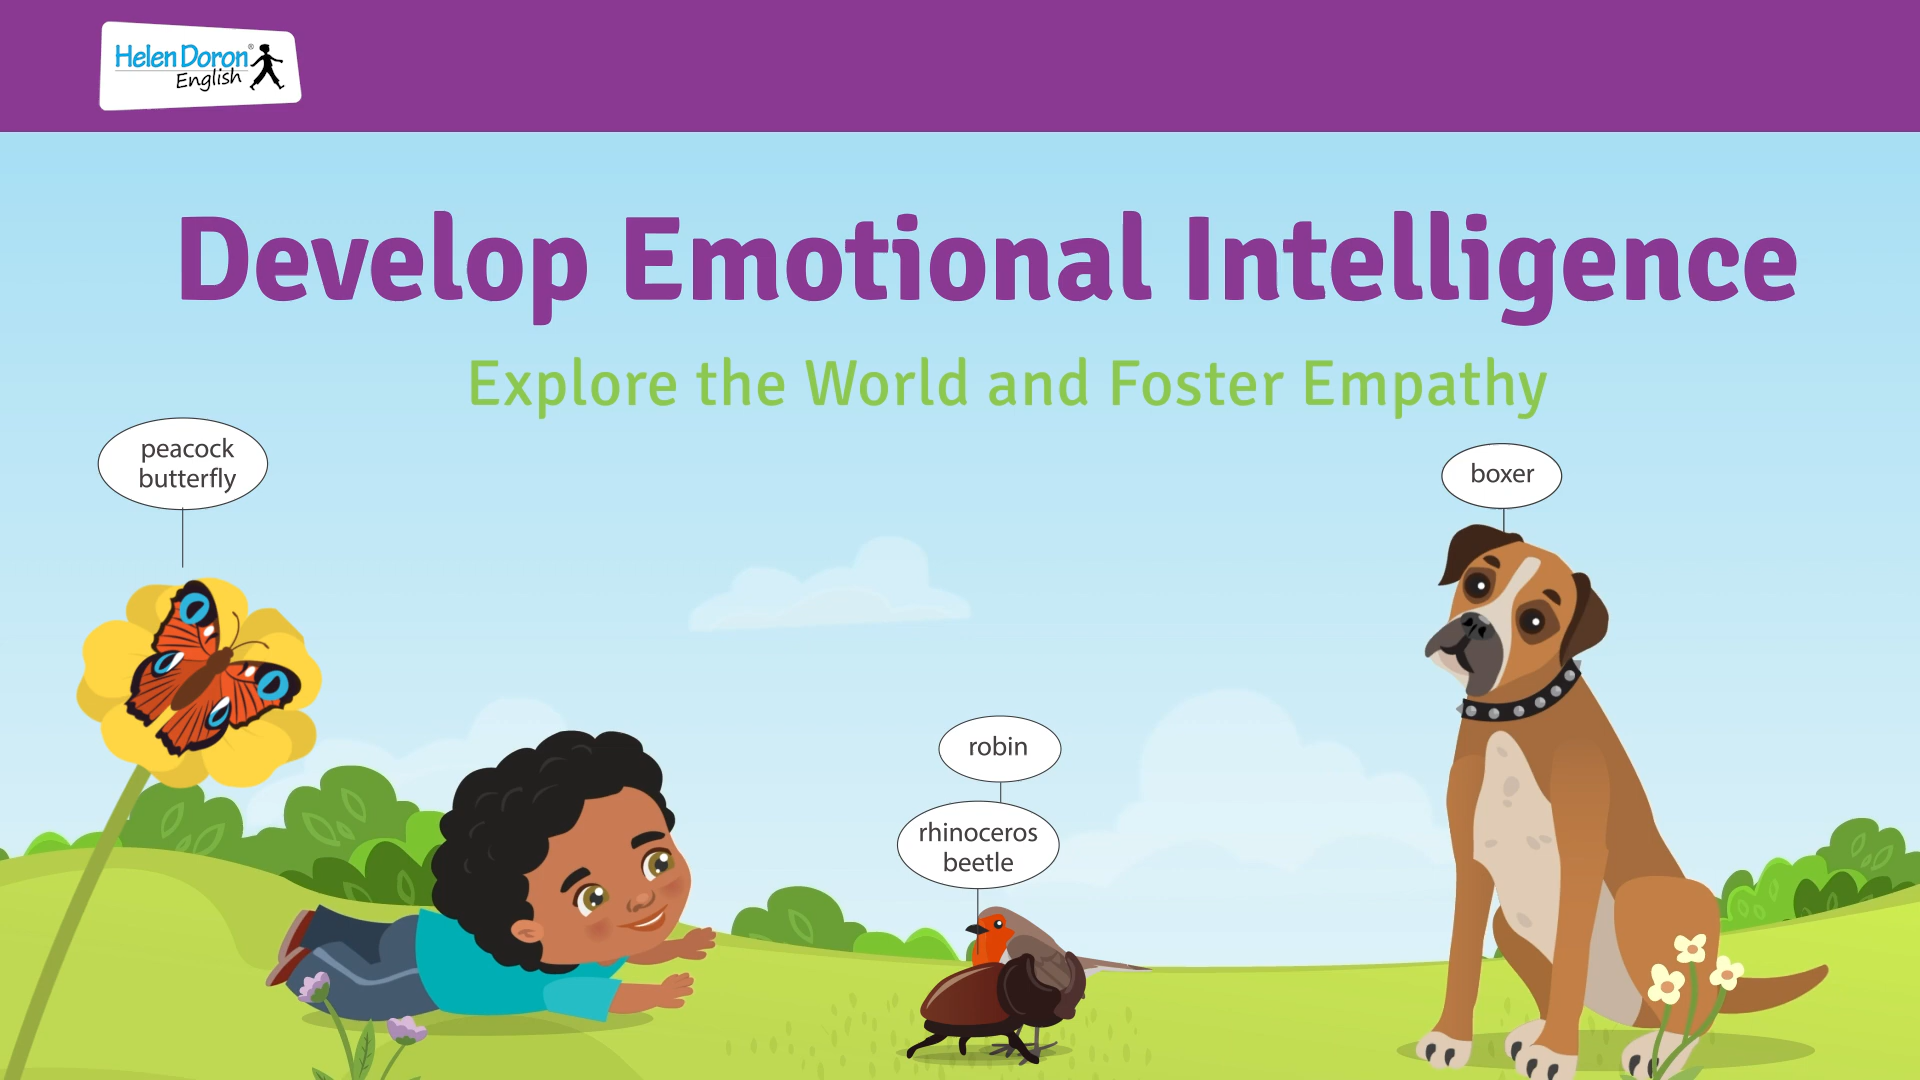 Helen Doron®
English
Develop Emotional Intelligence
Explore the World and Foster Empathy
peacock
butterfly
boxer
robin
rhinoceros
beetle